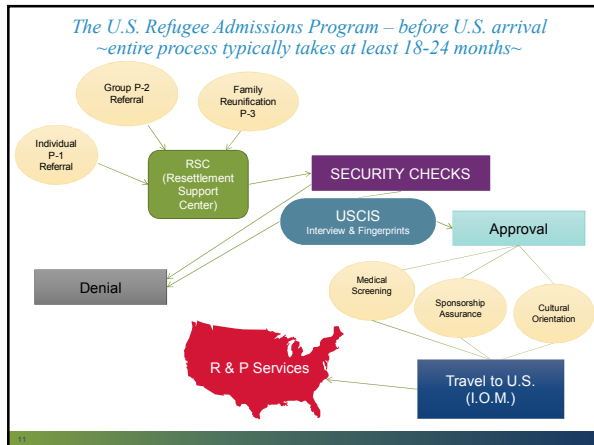 The U.S. Refugee Admissions Program – before U.S. arrival
~entire process typically takes at least 18-24 months~
Group P-2
Referral
Family
Reunification
P-3
Individual
P-1
Referral
RSC
(Resettlement
Support
Center)
SECURITY CHECKS
USCIS
Interview & Fingerprints
Approval
Denial
Medical
Screening
Sponsorship
Assurance
Cultural
Orientation
R & P Services
Travel to U.S.
(I.O.M.)
11